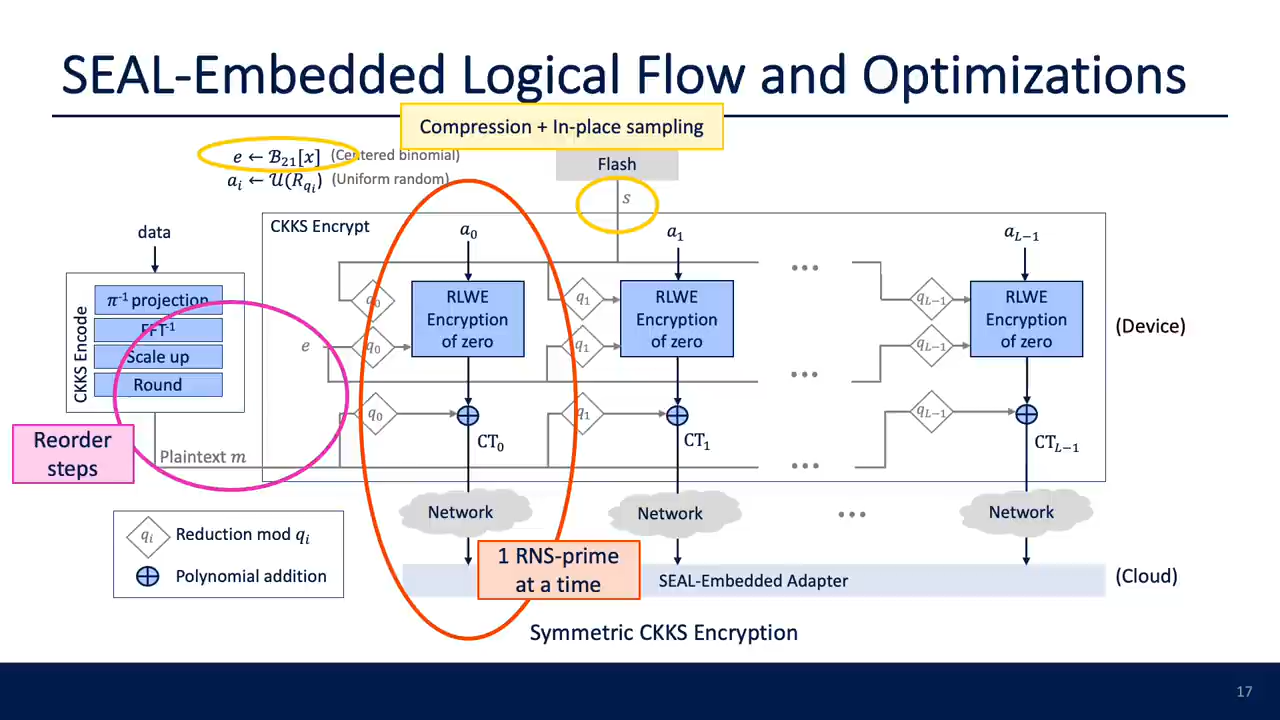 SEAL-Embedded Logical Flow and Optimizations
Compression + In-place sampling
e ← ℬ₂₁[x] (Centered binomial)
aᵢ ← 𝒰(R_qᵢ) (Uniform random)
Flash
s
CKKS Encrypt
data
a₀
a₁
a_L−1
CKKS Encode
π⁻¹ projection
FFT⁻¹
Scale up
Round
q₀
q₁
q_L−1
RLWE
Encryption
of zero
RLWE
Encryption
of zero
RLWE
Encryption
of zero
(Device)
e
q₀
q₁
q_L−1
q₀
q₁
q_L−1
CT₀
CT₁
CT_L−1
Reorder
steps
Plaintext m
Network
Network
Network
qᵢ
Reduction mod qᵢ
Polynomial addition
1 RNS-prime
at a time
SEAL-Embedded Adapter
(Cloud)
Symmetric CKKS Encryption
17